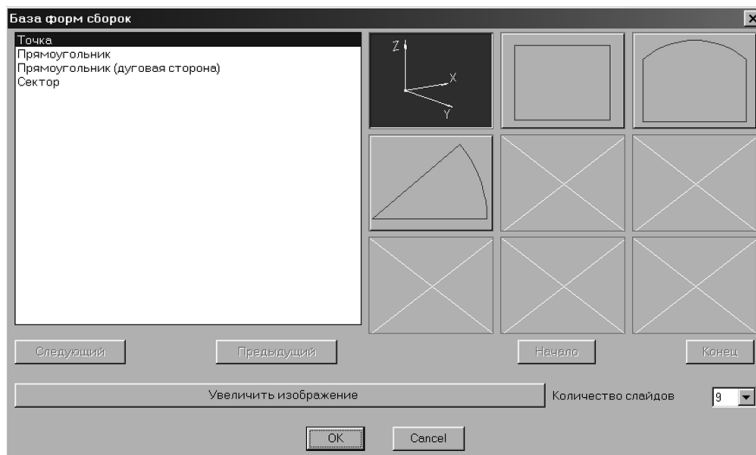 База форм сборок
Точка
Прямоугольник
Прямоугольник (дуговая сторона)
Сектор
Z
X
Y
Следующий
Предыдущий
Начало
Конец
Увеличить изображение
Количество слайдов
9
OK
Cancel